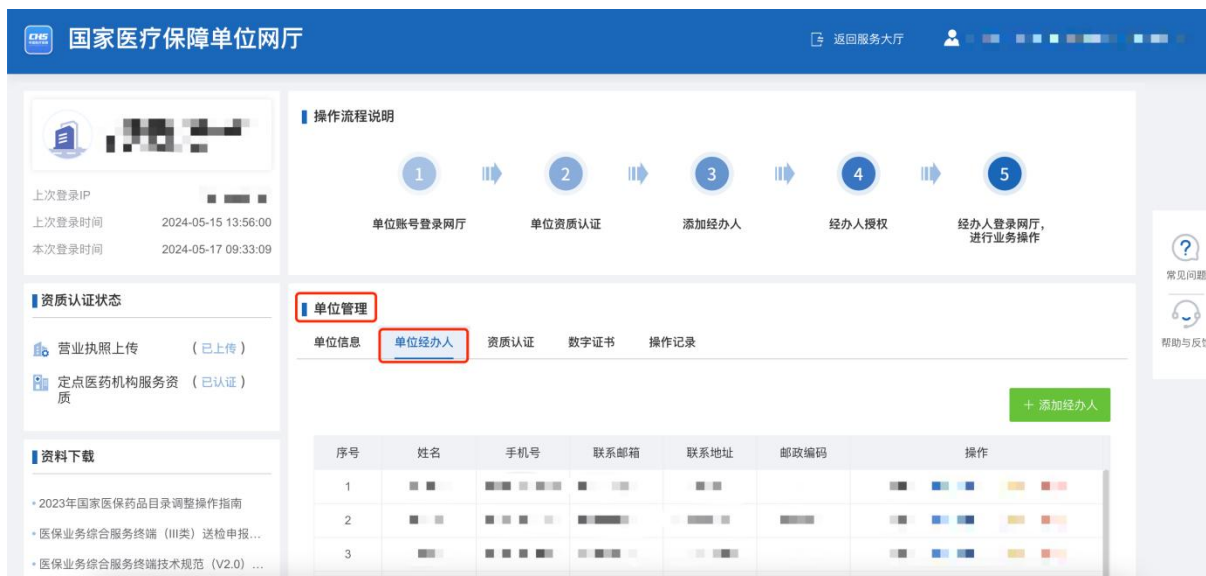 CHS
国家医疗保障单位网厅
返回服务大厅
上次登录IP
上次登录时间 2024-05-15 13:56:00
本次登录时间 2024-05-17 09:33:09
操作流程说明
1 2 3 4 5
单位账号登录网厅 单位资质认证 添加经办人 经办人授权 经办人登录网厅,
进行业务操作
常见问题
帮助与反馈
资质认证状态
营业执照上传 (已上传)
定点医药机构服务资 (已认证)
质
单位管理
单位信息 单位经办人 资质认证 数字证书 操作记录
+ 添加经办人
序号 姓名 手机号 联系邮箱 联系地址 邮政编码 操作
1
2
3
资料下载
• 2023年国家医保药品目录调整操作指南
• 医保业务综合服务终端（III类）送检申报...
• 医保业务综合服务终端技术规范（V2.0）...